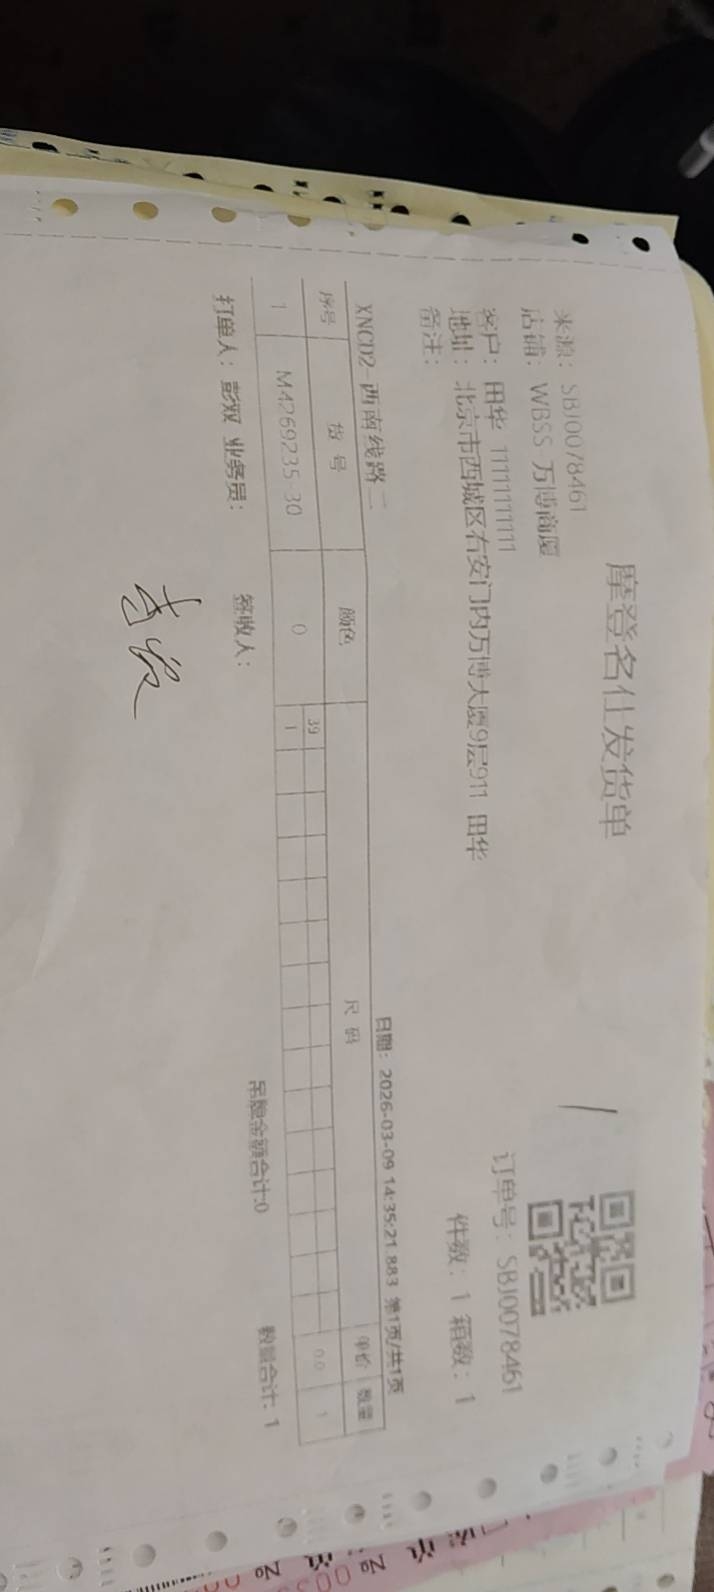 摩登名仕发货单
来源：SBJ0078461
店铺：WBSS-万博商厦
订单号：SBJ0078461
客户：田华 11111111111
件数：1 箱数：1
地址：北京市西城区右安门内万博大厦9层911 田华
备注：
XNCD2-西南线路二 日期：2026-03-09 14:35:21.883 第1页/共1页
序号 货号 颜色 尺码 单价 数量
39
1 M4269235-30 0 1 0.0 1
打单人：彭双 业务员： 签收人： 吊牌金额合计:0 数量合计: 1